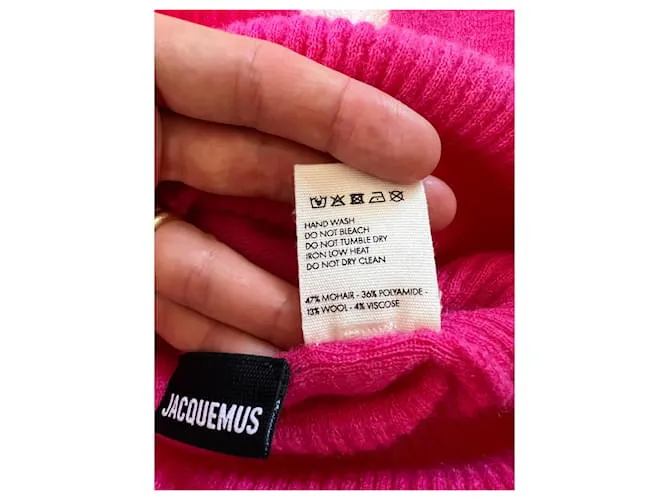 HAND WASH
DO NOT BLEACH
DO NOT TUMBLE DRY
IRON LOW HEAT
DO NOT DRY CLEAN
47% MOHAIR - 36% POLYAMIDE -
13% WOOL - 4% VISCOSE
JACQUEMUS